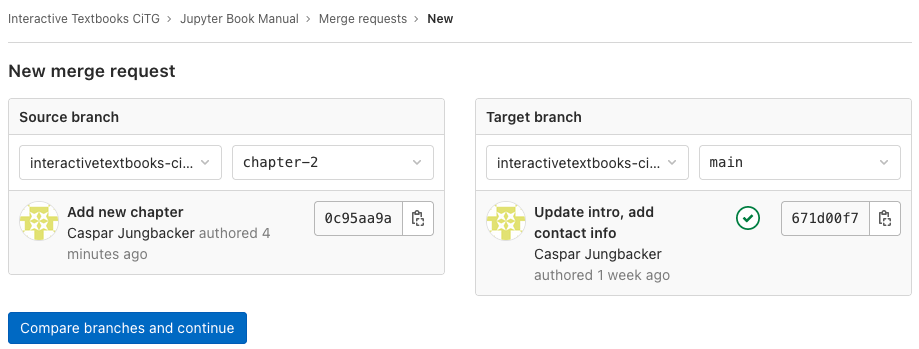 Interactive Textbooks CiTG > Jupyter Book Manual > Merge requests > New
New merge request
Source branch
interactivetextbooks-ci...
chapter-2
Add new chapter
Caspar Jungbacker authored 4
minutes ago
0c95aa9a
Target branch
interactivetextbooks-ci...
main
Update intro, add
contact info
Caspar Jungbacker
authored 1 week ago
671d00f7
Compare branches and continue